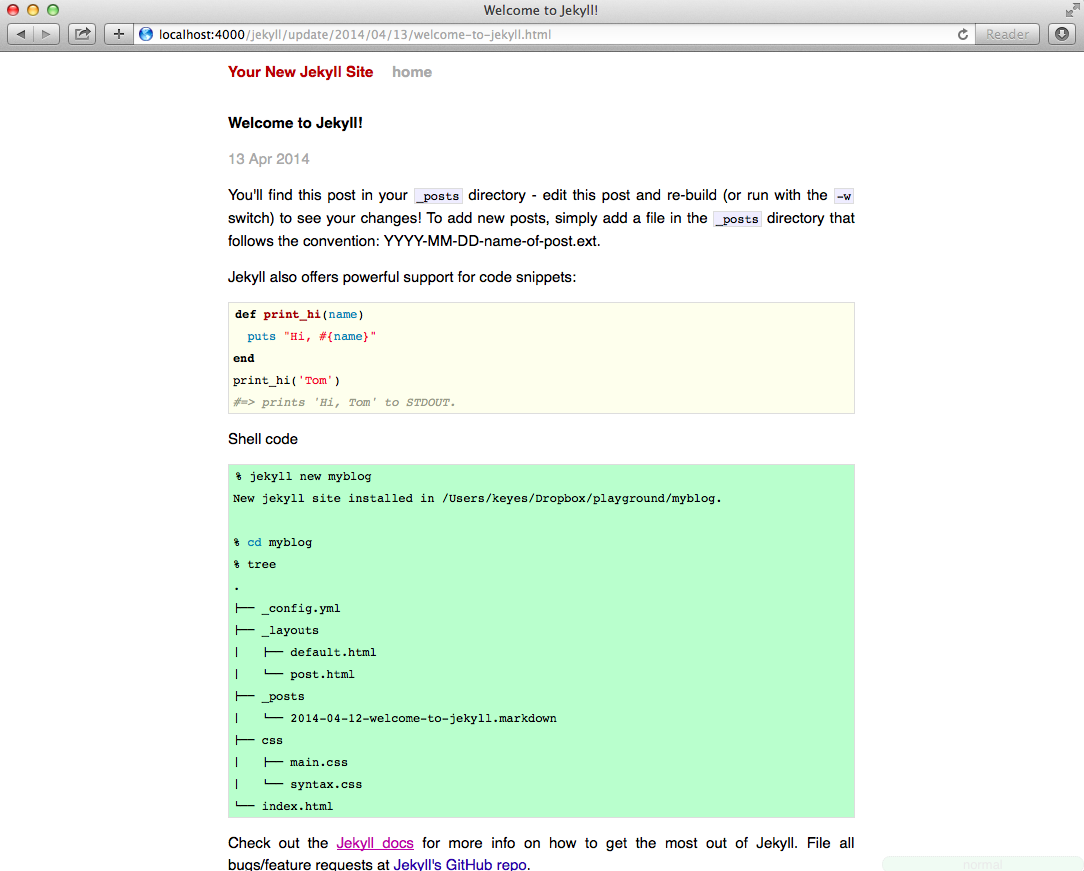 Welcome to Jekyll!
localhost:4000/jekyll/update/2014/04/13/welcome-to-jekyll.html
Reader
Your New Jekyll Site home
Welcome to Jekyll!
13 Apr 2014
You'll find this post in your _posts directory - edit this post and re-build (or run with the -w
switch) to see your changes! To add new posts, simply add a file in the _posts directory that
follows the convention: YYYY-MM-DD-name-of-post.ext.
Jekyll also offers powerful support for code snippets:
def print_hi(name)
  puts "Hi, #{name}"
end
print_hi('Tom')
#=> prints 'Hi, Tom' to STDOUT.
Shell code
% jekyll new myblog
New jekyll site installed in /Users/keyes/Dropbox/playground/myblog.
% cd myblog
% tree
.
├── _config.yml
├── _layouts
|   ├── default.html
|   └── post.html
├── _posts
|   └── 2014-04-12-welcome-to-jekyll.markdown
├── css
|   ├── main.css
|   └── syntax.css
└── index.html
Check out the Jekyll docs for more info on how to get the most out of Jekyll. File all
bugs/feature requests at Jekyll's GitHub repo.
normal